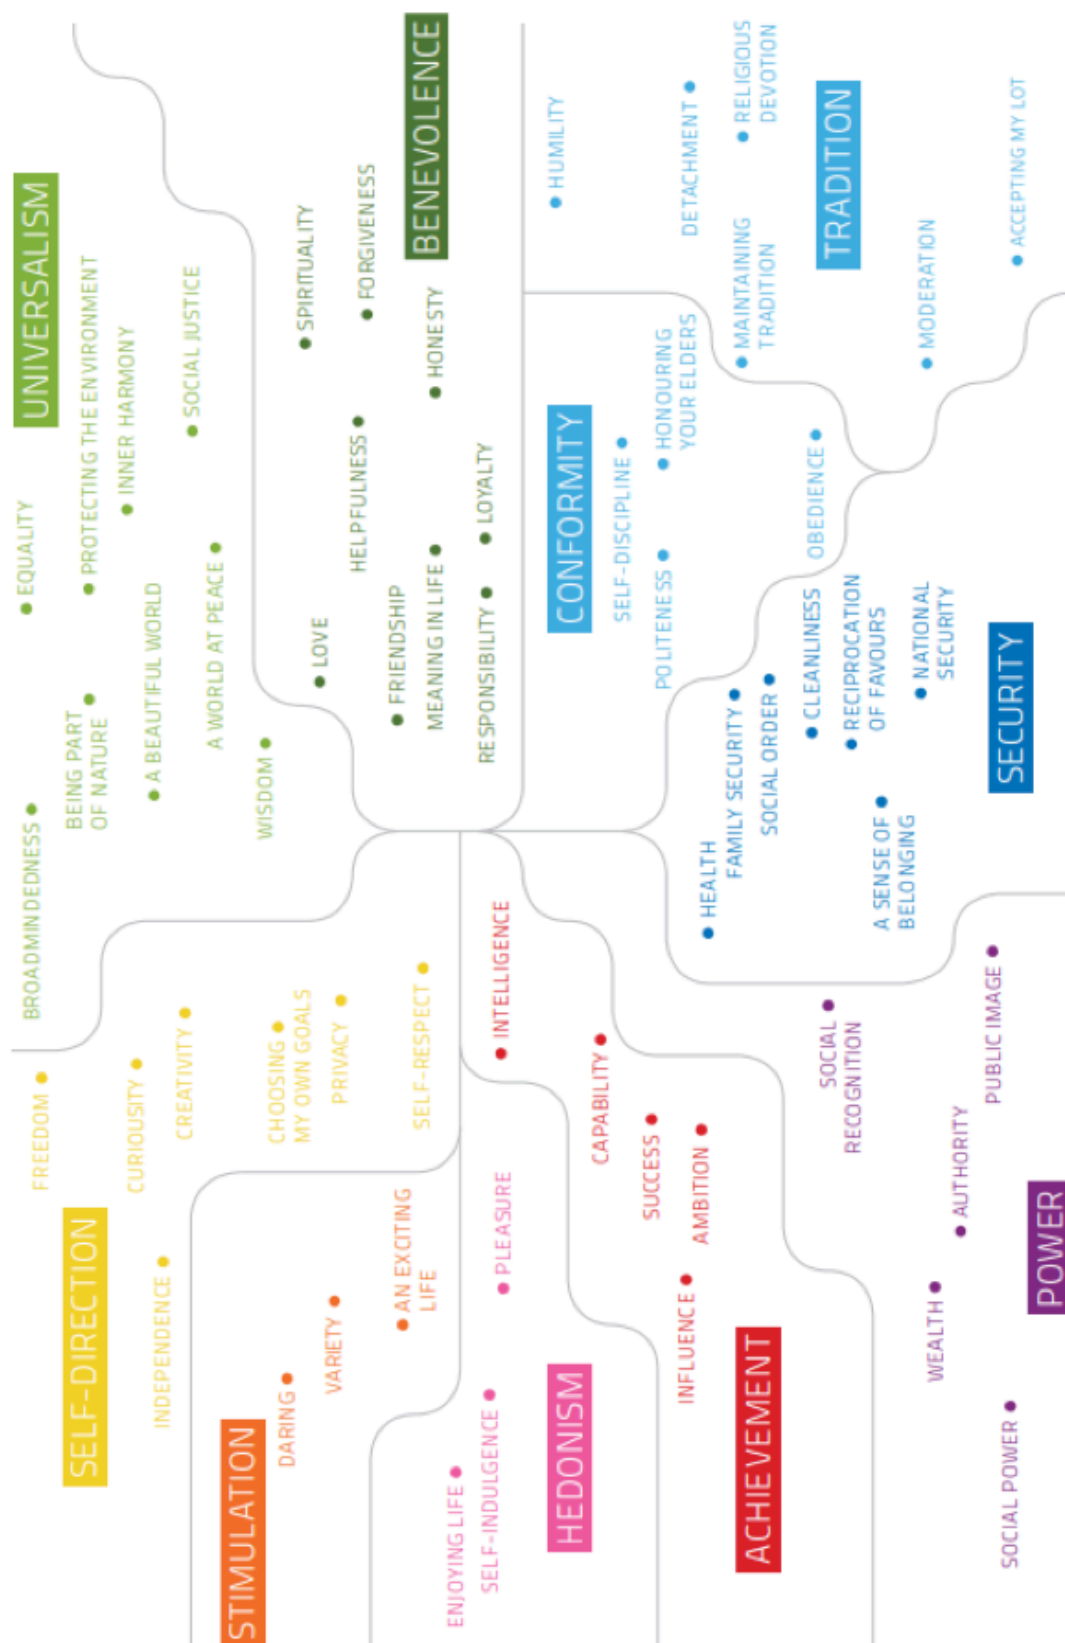 SELF-DIRECTION
FREEDOM
CURIOUSITY
CREATIVITY
INDEPENDENCE
CHOOSING
MY OWN GOALS
PRIVACY
SELF-RESPECT
UNIVERSALISM
BROADMINDEDNESS
EQUALITY
BEING PART
OF NATURE
PROTECTING THE ENVIRONMENT
INNER HARMONY
A BEAUTIFUL WORLD
SOCIAL JUSTICE
A WORLD AT PEACE
WISDOM
STIMULATION
DARING
VARIETY
AN EXCITING
LIFE
BENEVOLENCE
SPIRITUALITY
LOVE
HELPFULNESS
FORGIVENESS
FRIENDSHIP
MEANING IN LIFE
HONESTY
RESPONSIBILITY
LOYALTY
HEDONISM
ENJOYING LIFE
SELF-INDULGENCE
PLEASURE
ACHIEVEMENT
INTELLIGENCE
CAPABILITY
SUCCESS
AMBITION
INFLUENCE
CONFORMITY
SELF-DISCIPLINE
POLITENESS
HONOURING
YOUR ELDERS
OBEDIENCE
TRADITION
HUMILITY
DETACHMENT
RELIGIOUS
DEVOTION
MAINTAINING
TRADITION
MODERATION
ACCEPTING MY LOT
SECURITY
HEALTH
FAMILY SECURITY
SOCIAL ORDER
CLEANLINESS
RECIPROCATION
OF FAVOURS
A SENSE OF
BELONGING
NATIONAL
SECURITY
POWER
SOCIAL
RECOGNITION
WEALTH
AUTHORITY
PUBLIC IMAGE
SOCIAL POWER